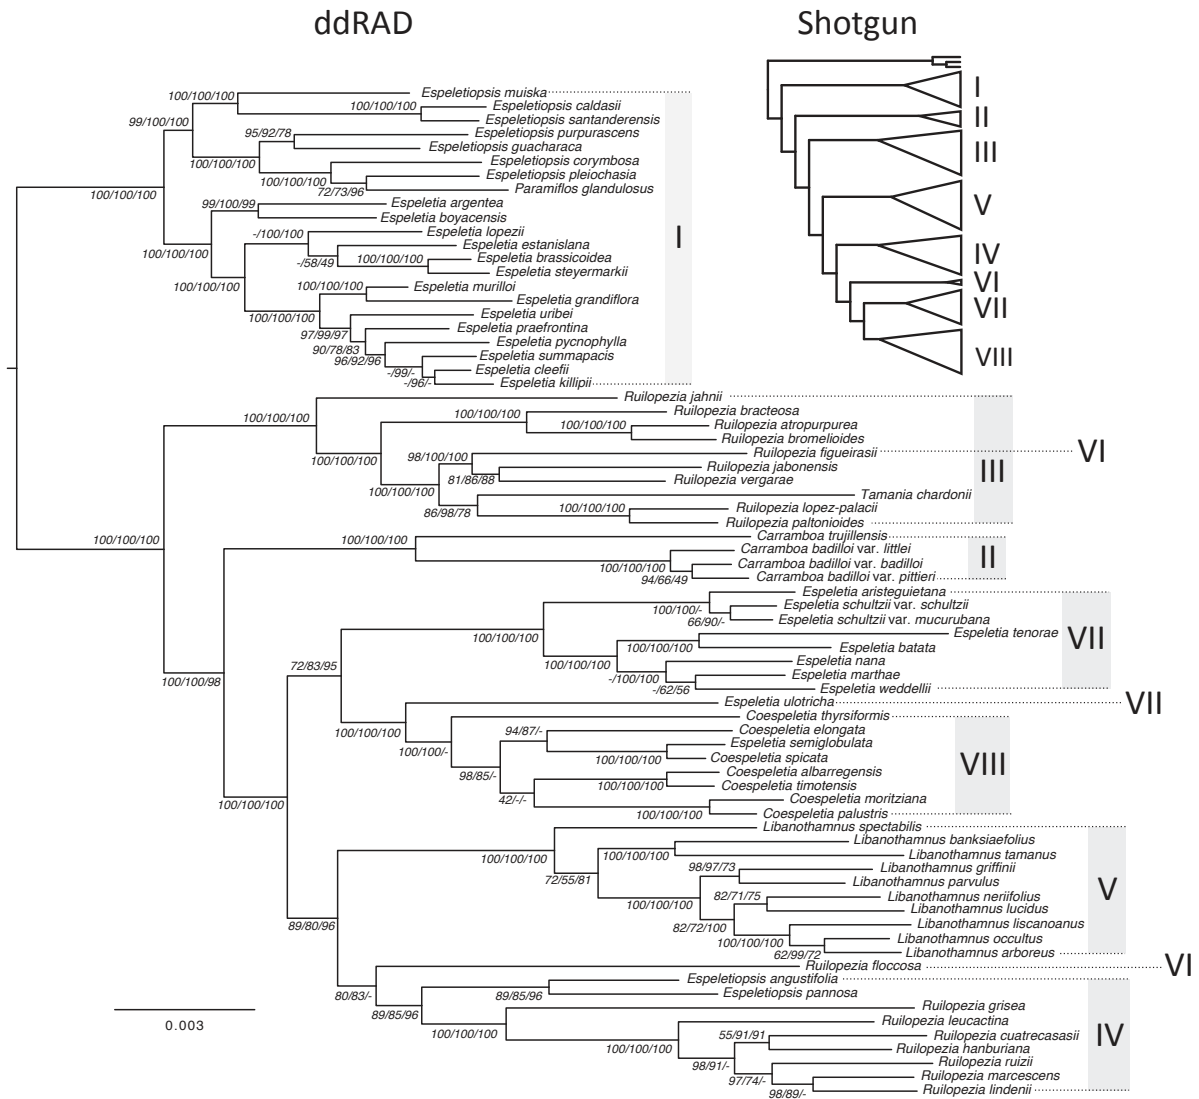 ddRAD
Shotgun
I
II
III
V
IV
VI
VII
VIII
100/100/100
Espeletiopsis muiska
99/100/100
100/100/100
Espeletiopsis caldasii
Espeletiopsis santanderensis
95/92/78
Espeletiopsis purpurascens
Espeletiopsis guacharaca
100/100/100
Espeletiopsis corymbosa
100/100/100
Espeletiopsis pleiochasia
72/73/96
Paramiflos glandulosus
100/100/100
99/100/99
Espeletia argentea
Espeletia boyacensis
-/100/100
Espeletia lopezii
I
100/100/100
Espeletia estanislana
-/58/49
100/100/100
Espeletia brassicoidea
Espeletia steyermarkii
100/100/100
100/100/100
Espeletia murilloi
Espeletia grandiflora
100/100/100
Espeletia uribei
97/99/97
Espeletia praefrontina
90/78/83
Espeletia pycnophylla
96/92/96
Espeletia summapacis
-/99/-
Espeletia cleefii
-/96/-
Espeletia killipii
Ruilopezia jahnii
100/100/100
100/100/100
Ruilopezia bracteosa
100/100/100
Ruilopezia atropurpurea
Ruilopezia bromelioides
100/100/100
98/100/100
Ruilopezia figueirasii
VI
III
Ruilopezia jabonensis
81/86/88
Ruilopezia vergarae
100/100/100
Tamania chardonii
86/98/78
100/100/100
Ruilopezia lopez-palacii
Ruilopezia paltonioides
100/100/100
100/100/100
Carramboa trujillensis
Carramboa badilloi var. littlei
II
100/100/100
Carramboa badilloi var. badilloi
94/66/49
Carramboa badilloi var. pittieri
Espeletia aristeguietana
100/100/-
Espeletia schultzii var. schultzii
66/90/-
Espeletia schultzii var. mucurubana
100/100/100
Espeletia tenorae
VII
100/100/100
Espeletia batata
100/100/100
Espeletia nana
-/100/100
Espeletia marthae
-/62/56
Espeletia weddellii
72/83/95
100/100/98
Espeletia ulotricha
VII
100/100/100
Coespeletia thyrsiformis
100/100/-
94/87/-
Coespeletia elongata
Espeletia semiglobulata
100/100/100
Coespeletia spicata
VIII
98/85/-
Coespeletia albarregensis
100/100/100
Coespeletia timotensis
42/-/-
Coespeletia moritziana
100/100/100
Coespeletia palustris
100/100/100
Libanothamnus spectabilis
Libanothamnus banksiaefolius
100/100/100
100/100/100
Libanothamnus tamanus
72/55/81
98/97/73
Libanothamnus griffinii
Libanothamnus parvulus
V
100/100/100
82/71/75
Libanothamnus neriifolius
Libanothamnus lucidus
82/72/100
Libanothamnus liscanoanus
100/100/100
Libanothamnus occultus
62/99/72
Libanothamnus arboreus
89/80/96
Ruilopezia floccosa
VI
80/83/-
Espeletiopsis angustifolia
89/85/96
Espeletiopsis pannosa
89/85/96
Ruilopezia grisea
100/100/100
Ruilopezia leucactina
100/100/100
55/91/91
Ruilopezia cuatrecasasii
IV
Ruilopezia hanburiana
98/91/-
Ruilopezia ruizii
97/74/-
Ruilopezia marcescens
98/89/-
Ruilopezia lindenii
0.003